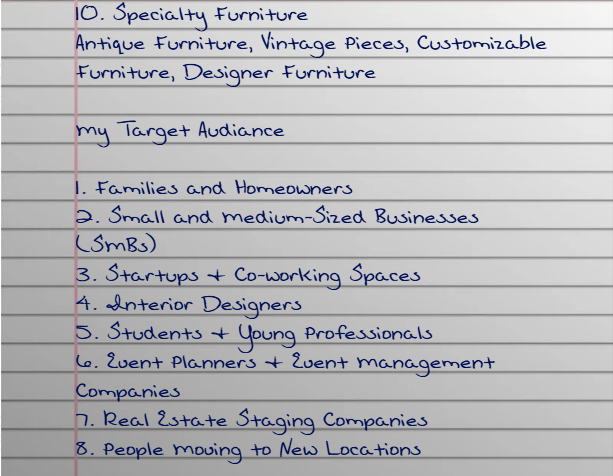 10. Specialty Furniture
Antique Furniture, Vintage Pieces, Customizable
Furniture, Designer Furniture
My Target Audience
1. Families and Homeowners
2. Small and Medium-Sized Businesses
(SMBs)
3. Startups + Co-working Spaces
4. Interior Designers
5. Students + Young Professionals
6. Event Planners + Event Management
Companies
7. Real Estate Staging Companies
8. People Moving to New Locations